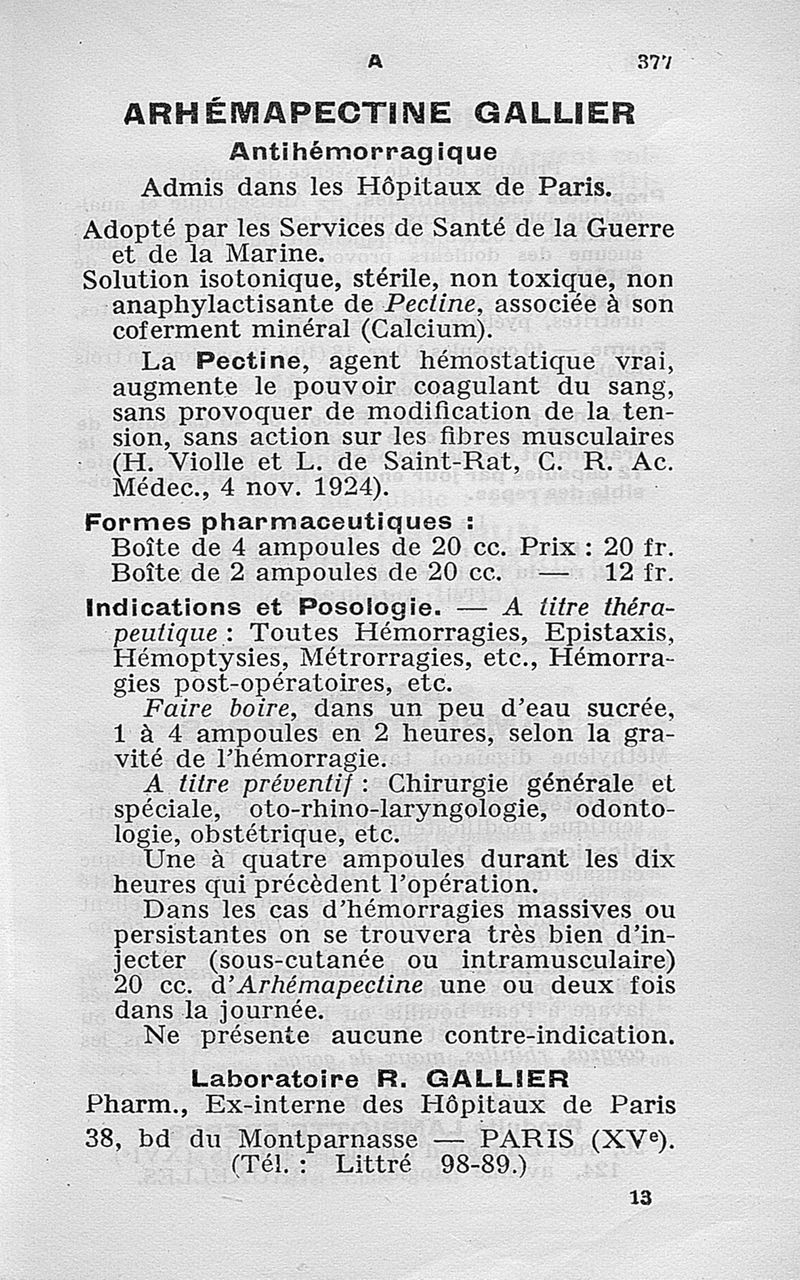 A 377
ARHÉMAPECTINE GALLIER
Antihémorragique
Admis dans les Hôpitaux de Paris.
Adopté par les Services de Santé de la Guerre
et de la Marine.
Solution isotonique, stérile, non toxique, non
anaphylactisante de Pectine, associée à son
coferment minéral (Calcium).
La Pectine, agent hémostatique vrai,
augmente le pouvoir coagulant du sang,
sans provoquer de modification de la ten-
sion, sans action sur les fibres musculaires
(H. Violle et L. de Saint-Rat, C. R. Ac.
Médec., 4 nov. 1924).
Formes pharmaceutiques :
Boîte de 4 ampoules de 20 cc. Prix : 20 fr.
Boîte de 2 ampoules de 20 cc. — 12 fr.
Indications et Posologie. — A titre théra-
peutique : Toutes Hémorragies, Epistaxis,
Hémoptysies, Métrorragies, etc., Hémorra-
gies post-opératoires, etc.
Faire boire, dans un peu d'eau sucrée,
1 à 4 ampoules en 2 heures, selon la gra-
vité de l'hémorragie.
A titre préventif : Chirurgie générale et
spéciale, oto-rhino-laryngologie, odonto-
logie, obstétrique, etc.
Une à quatre ampoules durant les dix
heures qui précèdent l'opération.
Dans les cas d'hémorragies massives ou
persistantes on se trouvera très bien d'in-
jecter (sous-cutanée ou intramusculaire)
20 cc. d'Arhémapectine une ou deux fois
dans la journée.
Ne présente aucune contre-indication.
Laboratoire R. GALLIER
Pharm., Ex-interne des Hôpitaux de Paris
38, bd du Montparnasse — PARIS (XVe).
(Tél. : Littré 98-89.)
13